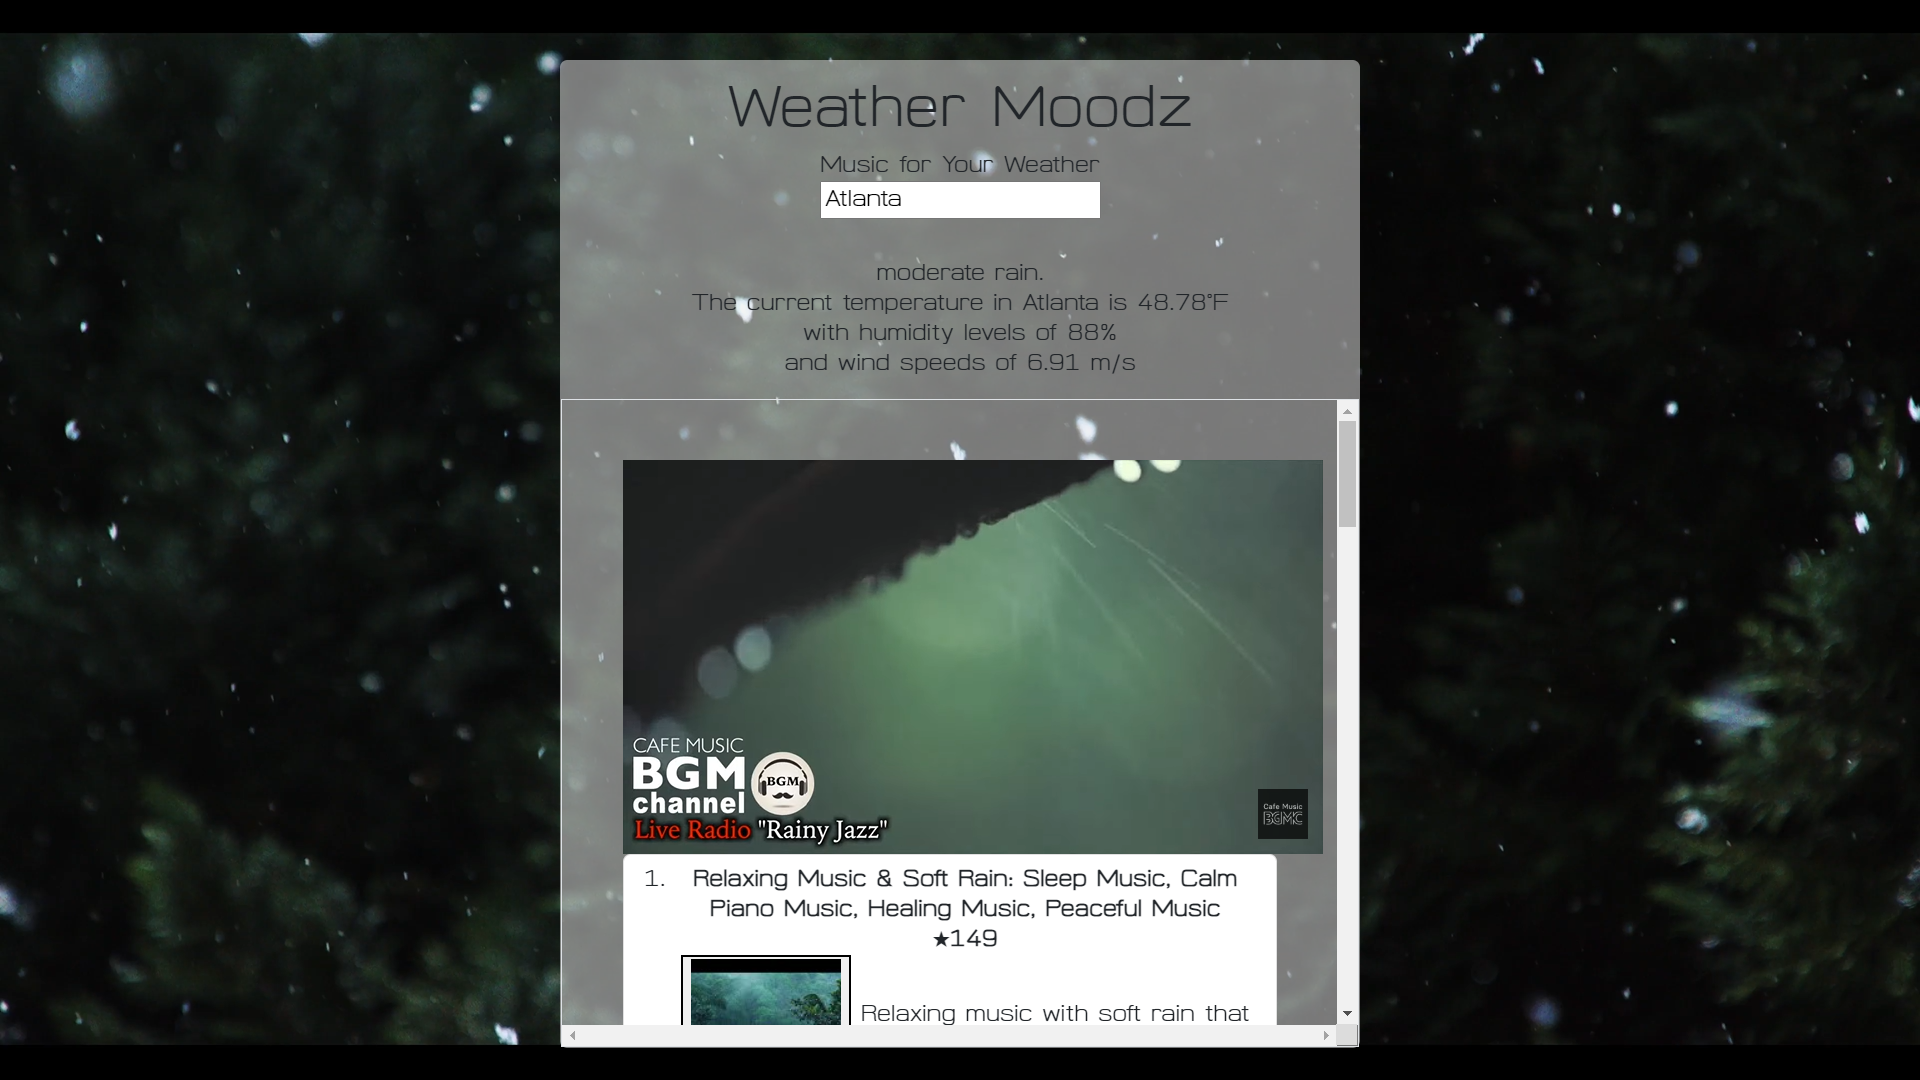 Weather Moodz
Music for Your Weather
Atlanta
moderate rain.
The current temperature in Atlanta is 48.78°F
with humidity levels of 88%
and wind speeds of 6.91 m/s
CAFE MUSIC
BGM
channel
BGM
Live Radio "Rainy Jazz"
Cafe Music
BGMC
1. Relaxing Music & Soft Rain: Sleep Music, Calm
Piano Music, Healing Music, Peaceful Music
★149
Relaxing music with soft rain that